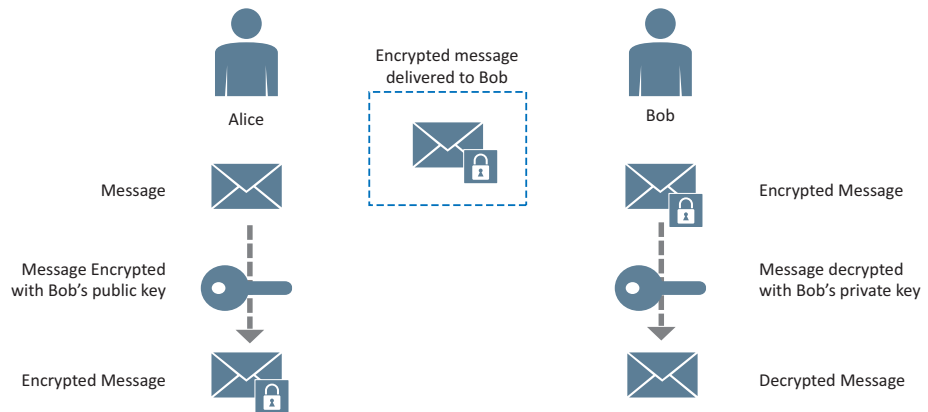 Alice
Encrypted message
delivered to Bob
Bob
Message
Message Encrypted
with Bob’s public key
Encrypted Message
Encrypted Message
Message decrypted
with Bob’s private key
Decrypted Message